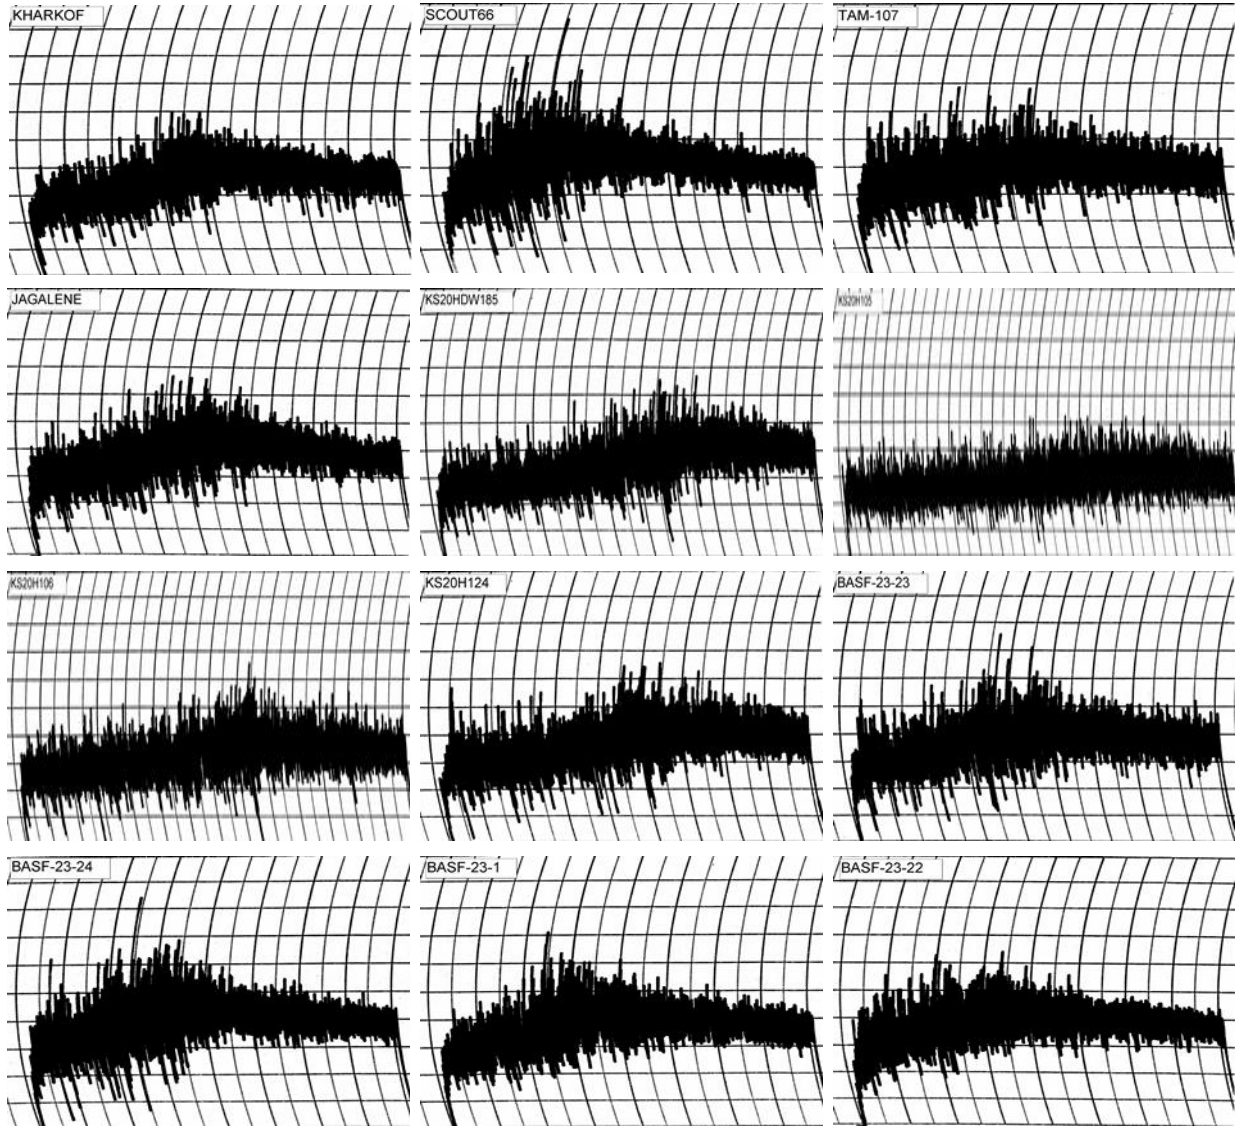 KHARKOF
SCOUT66
TAM-107
JAGALENE
KS20HDW185
KS20H105
KS20H106
KS20H124
BASF-23-23
BASF-23-24
BASF-23-1
BASF-23-22